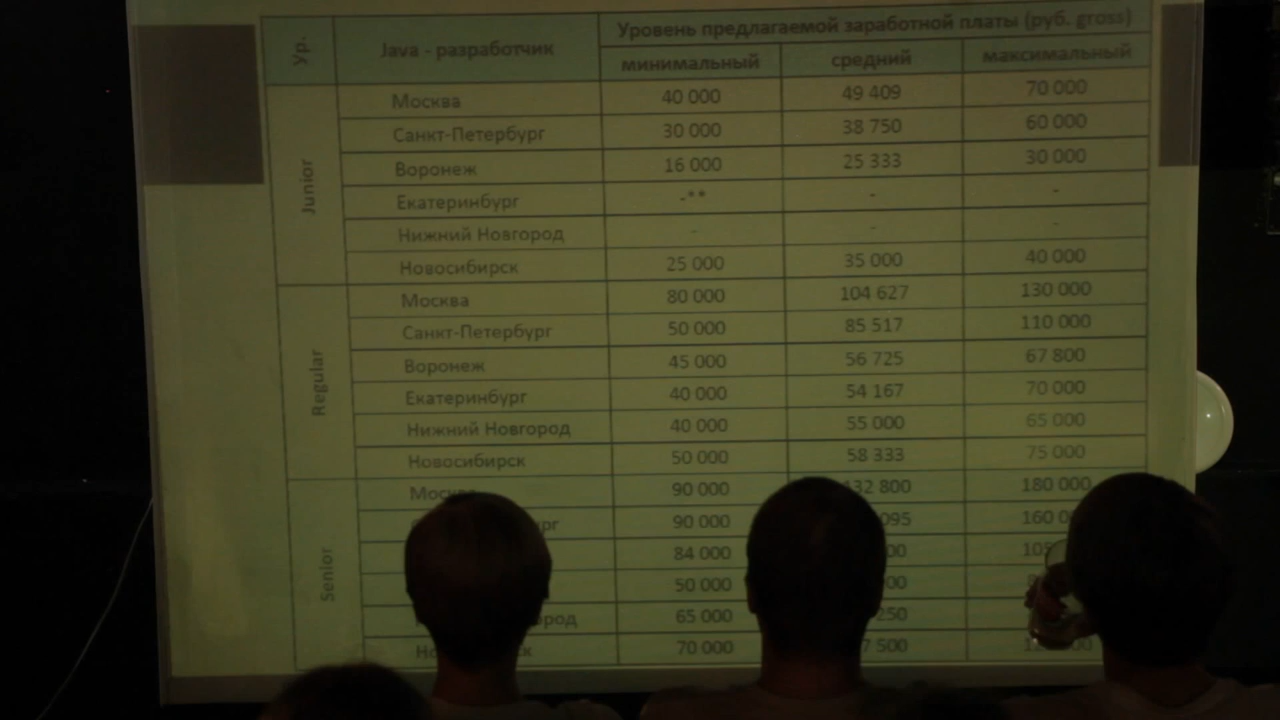 Ур. Java - разработчик Уровень предлагаемой заработной платы (руб. gross)
минимальный средний максимальный
Junior
Москва 40 000 49 409 70 000
Санкт-Петербург 30 000 38 750 60 000
Воронеж 16 000 25 333 30 000
Екатеринбург -** - -
Нижний Новгород - - -
Новосибирск 25 000 35 000 40 000
Regular
Москва 80 000 104 627 130 000
Санкт-Петербург 50 000 85 517 110 000
Воронеж 45 000 56 725 67 800
Екатеринбург 40 000 54 167 70 000
Нижний Новгород 40 000 55 000 65 000
Новосибирск 50 000 58 333 75 000
Senior
Москва 90 000 132 800 180 000
90 000
84 000
50 000
65 000
70 000